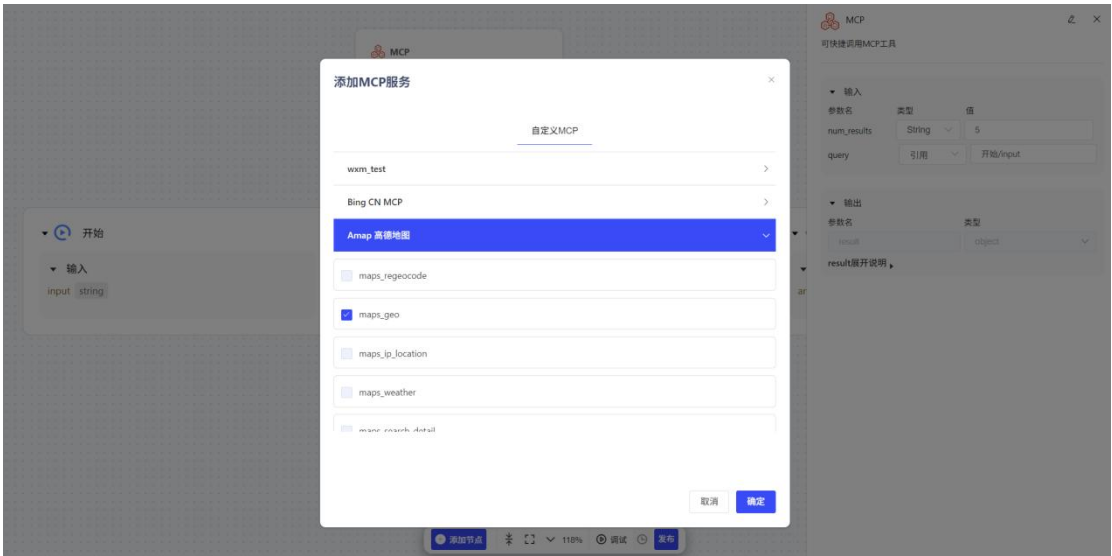 MCP
添加MCP服务
自定义MCP
wxm_test
Bing CN MCP
Amap 高德地图
maps_regeocode
maps_geo
maps_ip_location
maps_weather
maps_search_detail
取消 确定
开始
输入
input string
添加节点 118% 调试 发布
MCP
可快捷调用MCP工具
输入
参数名 类型 值
num_results String 5
query 引用 开始/input
输出
参数名 类型
result object
result展开说明